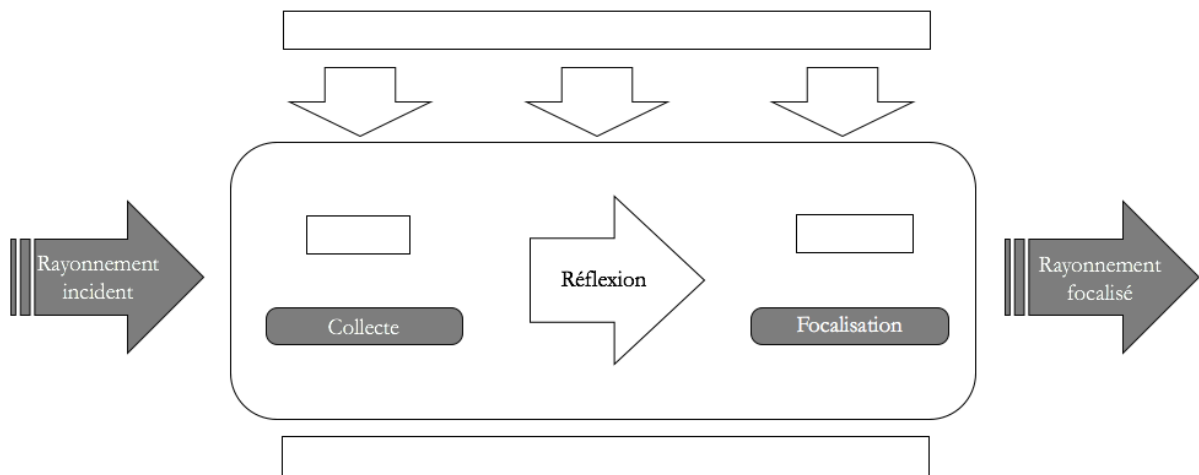 Rayonnement
incident
Collecte
Réflexion
Focalisation
Rayonnement
focalisé